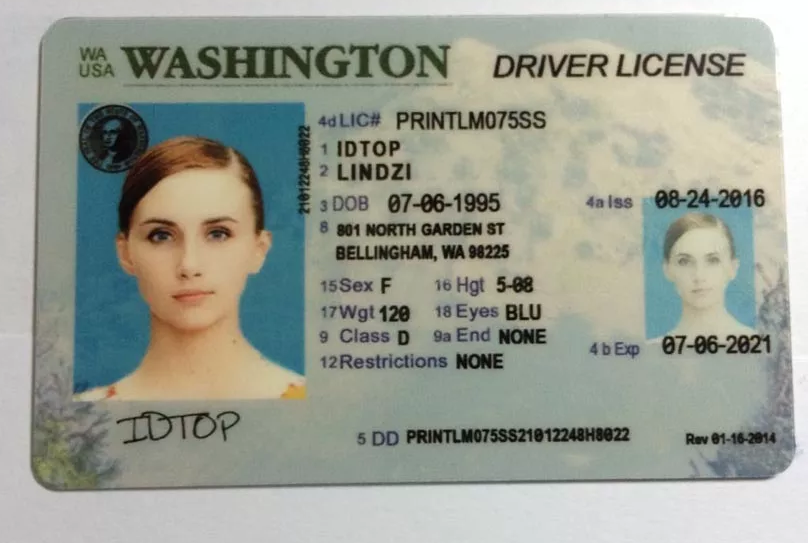 WA
USA
WASHINGTON
DRIVER LICENSE
4d LIC# PRINTLM075SS
1 IDTOP
2 LINDZI
3 DOB 07-06-1995
4a Iss 08-24-2016
8 801 NORTH GARDEN ST
BELLINGHAM, WA 98225
15 Sex F 16 Hgt 5-08
17 Wgt 120 18 Eyes BLU
9 Class D 9a End NONE
12 Restrictions NONE
4b Exp 07-06-2021
21012248H8022
IDTOP
5 DD PRINTLM075SS21012248H8022
Rev 01-16-2014